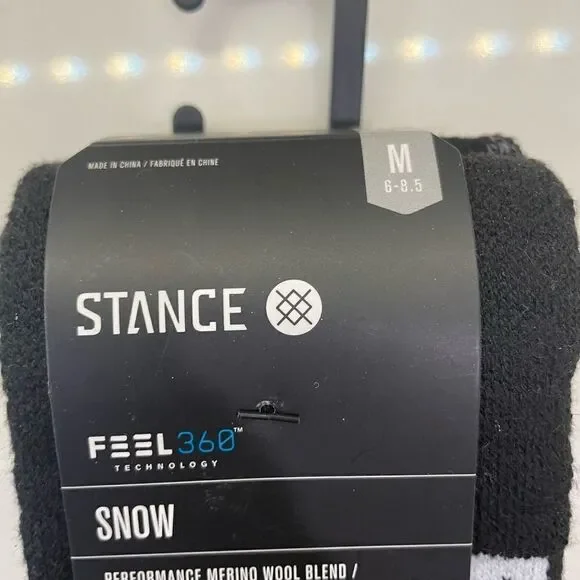 MADE IN CHINA / FABRIQUÉ EN CHINE
M
6-8.5
STANCE
FEEL360™
TECHNOLOGY
SNOW
PERFORMANCE MERINO WOOL BLEND /